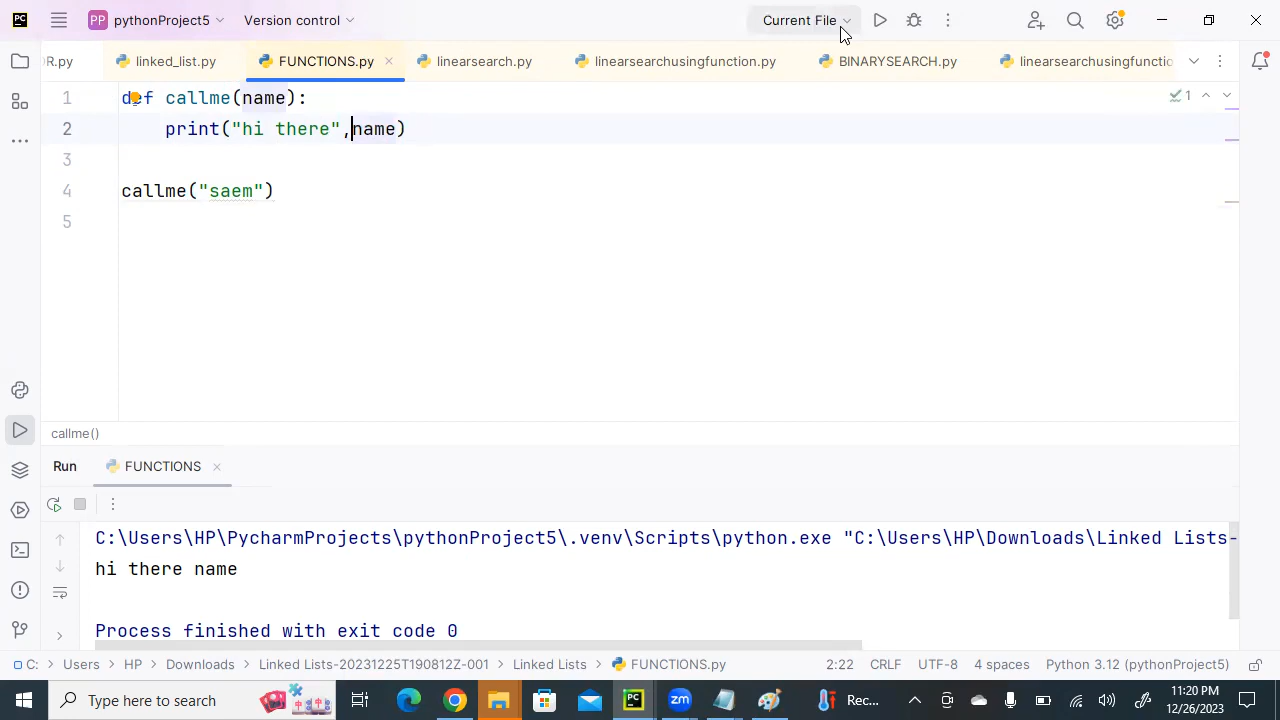 PC PP pythonProject5 Version control Current File
R.py linked_list.py FUNCTIONS.py linearsearch.py linearsearchusingfunction.py BINARYSEARCH.py linearsearchusingfunctio
1 def callme(name): 1
2 print("hi there",name)
3
4 callme("saem")
5
callme()
Run FUNCTIONS
C:\Users\HP\PycharmProjects\pythonProject5\.venv\Scripts\python.exe "C:\Users\HP\Downloads\Linked Lists-
hi there name
Process finished with exit code 0
C: Users HP Downloads Linked Lists-20231225T190812Z-001 Linked Lists FUNCTIONS.py 2:22 CRLF UTF-8 4 spaces Python 3.12 (pythonProject5)
Type here to search PC zm Rec... 11:20 PM
12/26/2023